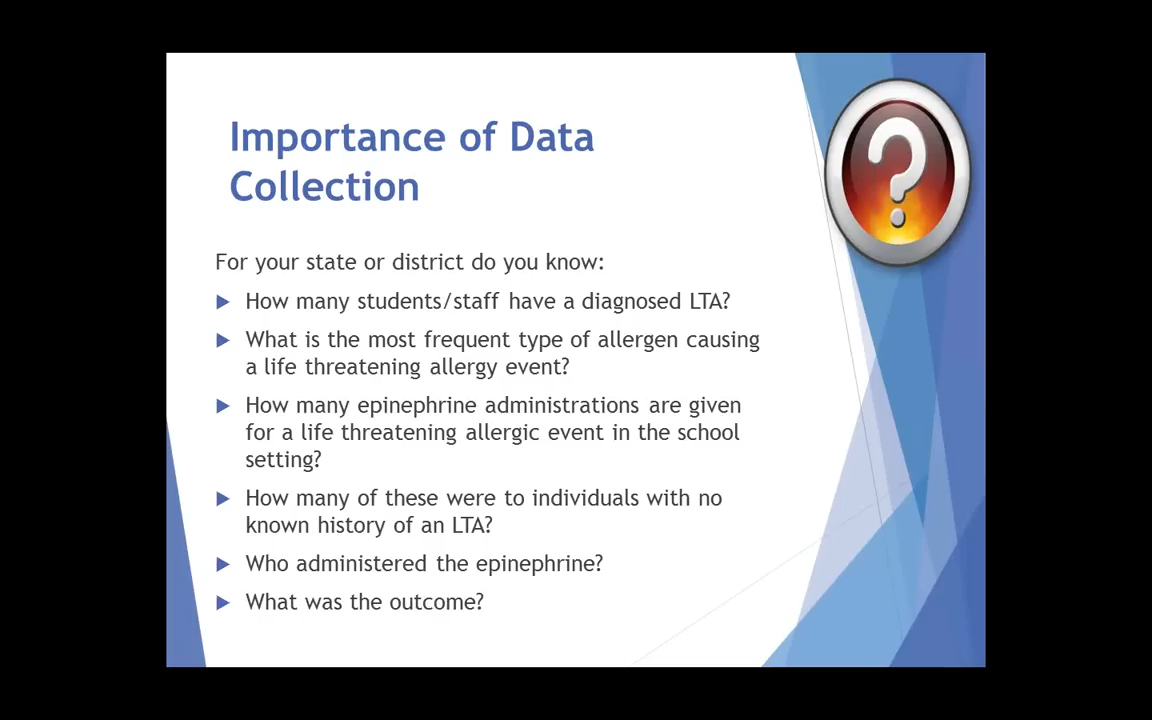 Importance of Data
Collection
For your state or district do you know:
How many students/staff have a diagnosed LTA?
What is the most frequent type of allergen causing
a life threatening allergy event?
How many epinephrine administrations are given
for a life threatening allergic event in the school
setting?
How many of these were to individuals with no
known history of an LTA?
Who administered the epinephrine?
What was the outcome?